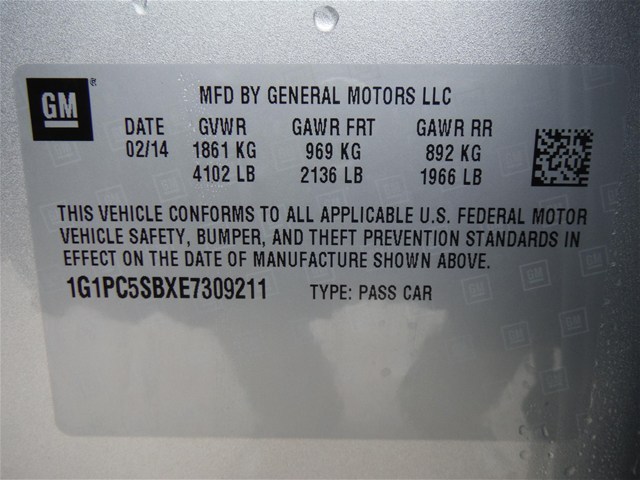 GM®
MFD BY GENERAL MOTORS LLC
DATE GVWR GAWR FRT GAWR RR
02/14 1861 KG 969 KG 892 KG
4102 LB 2136 LB 1966 LB
THIS VEHICLE CONFORMS TO ALL APPLICABLE U.S. FEDERAL MOTOR
VEHICLE SAFETY, BUMPER, AND THEFT PREVENTION STANDARDS IN
EFFECT ON THE DATE OF MANUFACTURE SHOWN ABOVE.
1G1PC5SBXE7309211 TYPE: PASS CAR